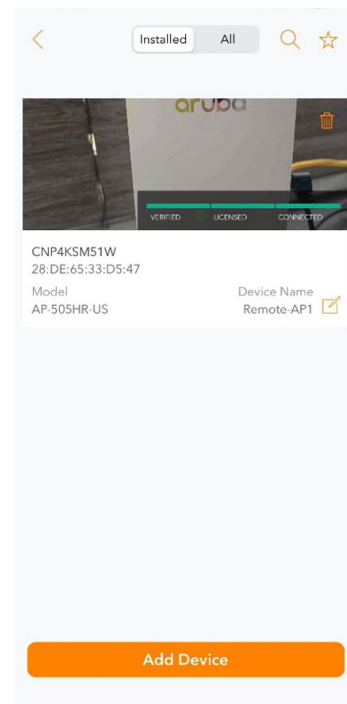 Installed All
aruba
VERIFIED LICENSED CONNECTED
CNP4KSM51W
28:DE:65:33:D5:47
Model Device Name
AP-505HR-US Remote-AP1
Add Device